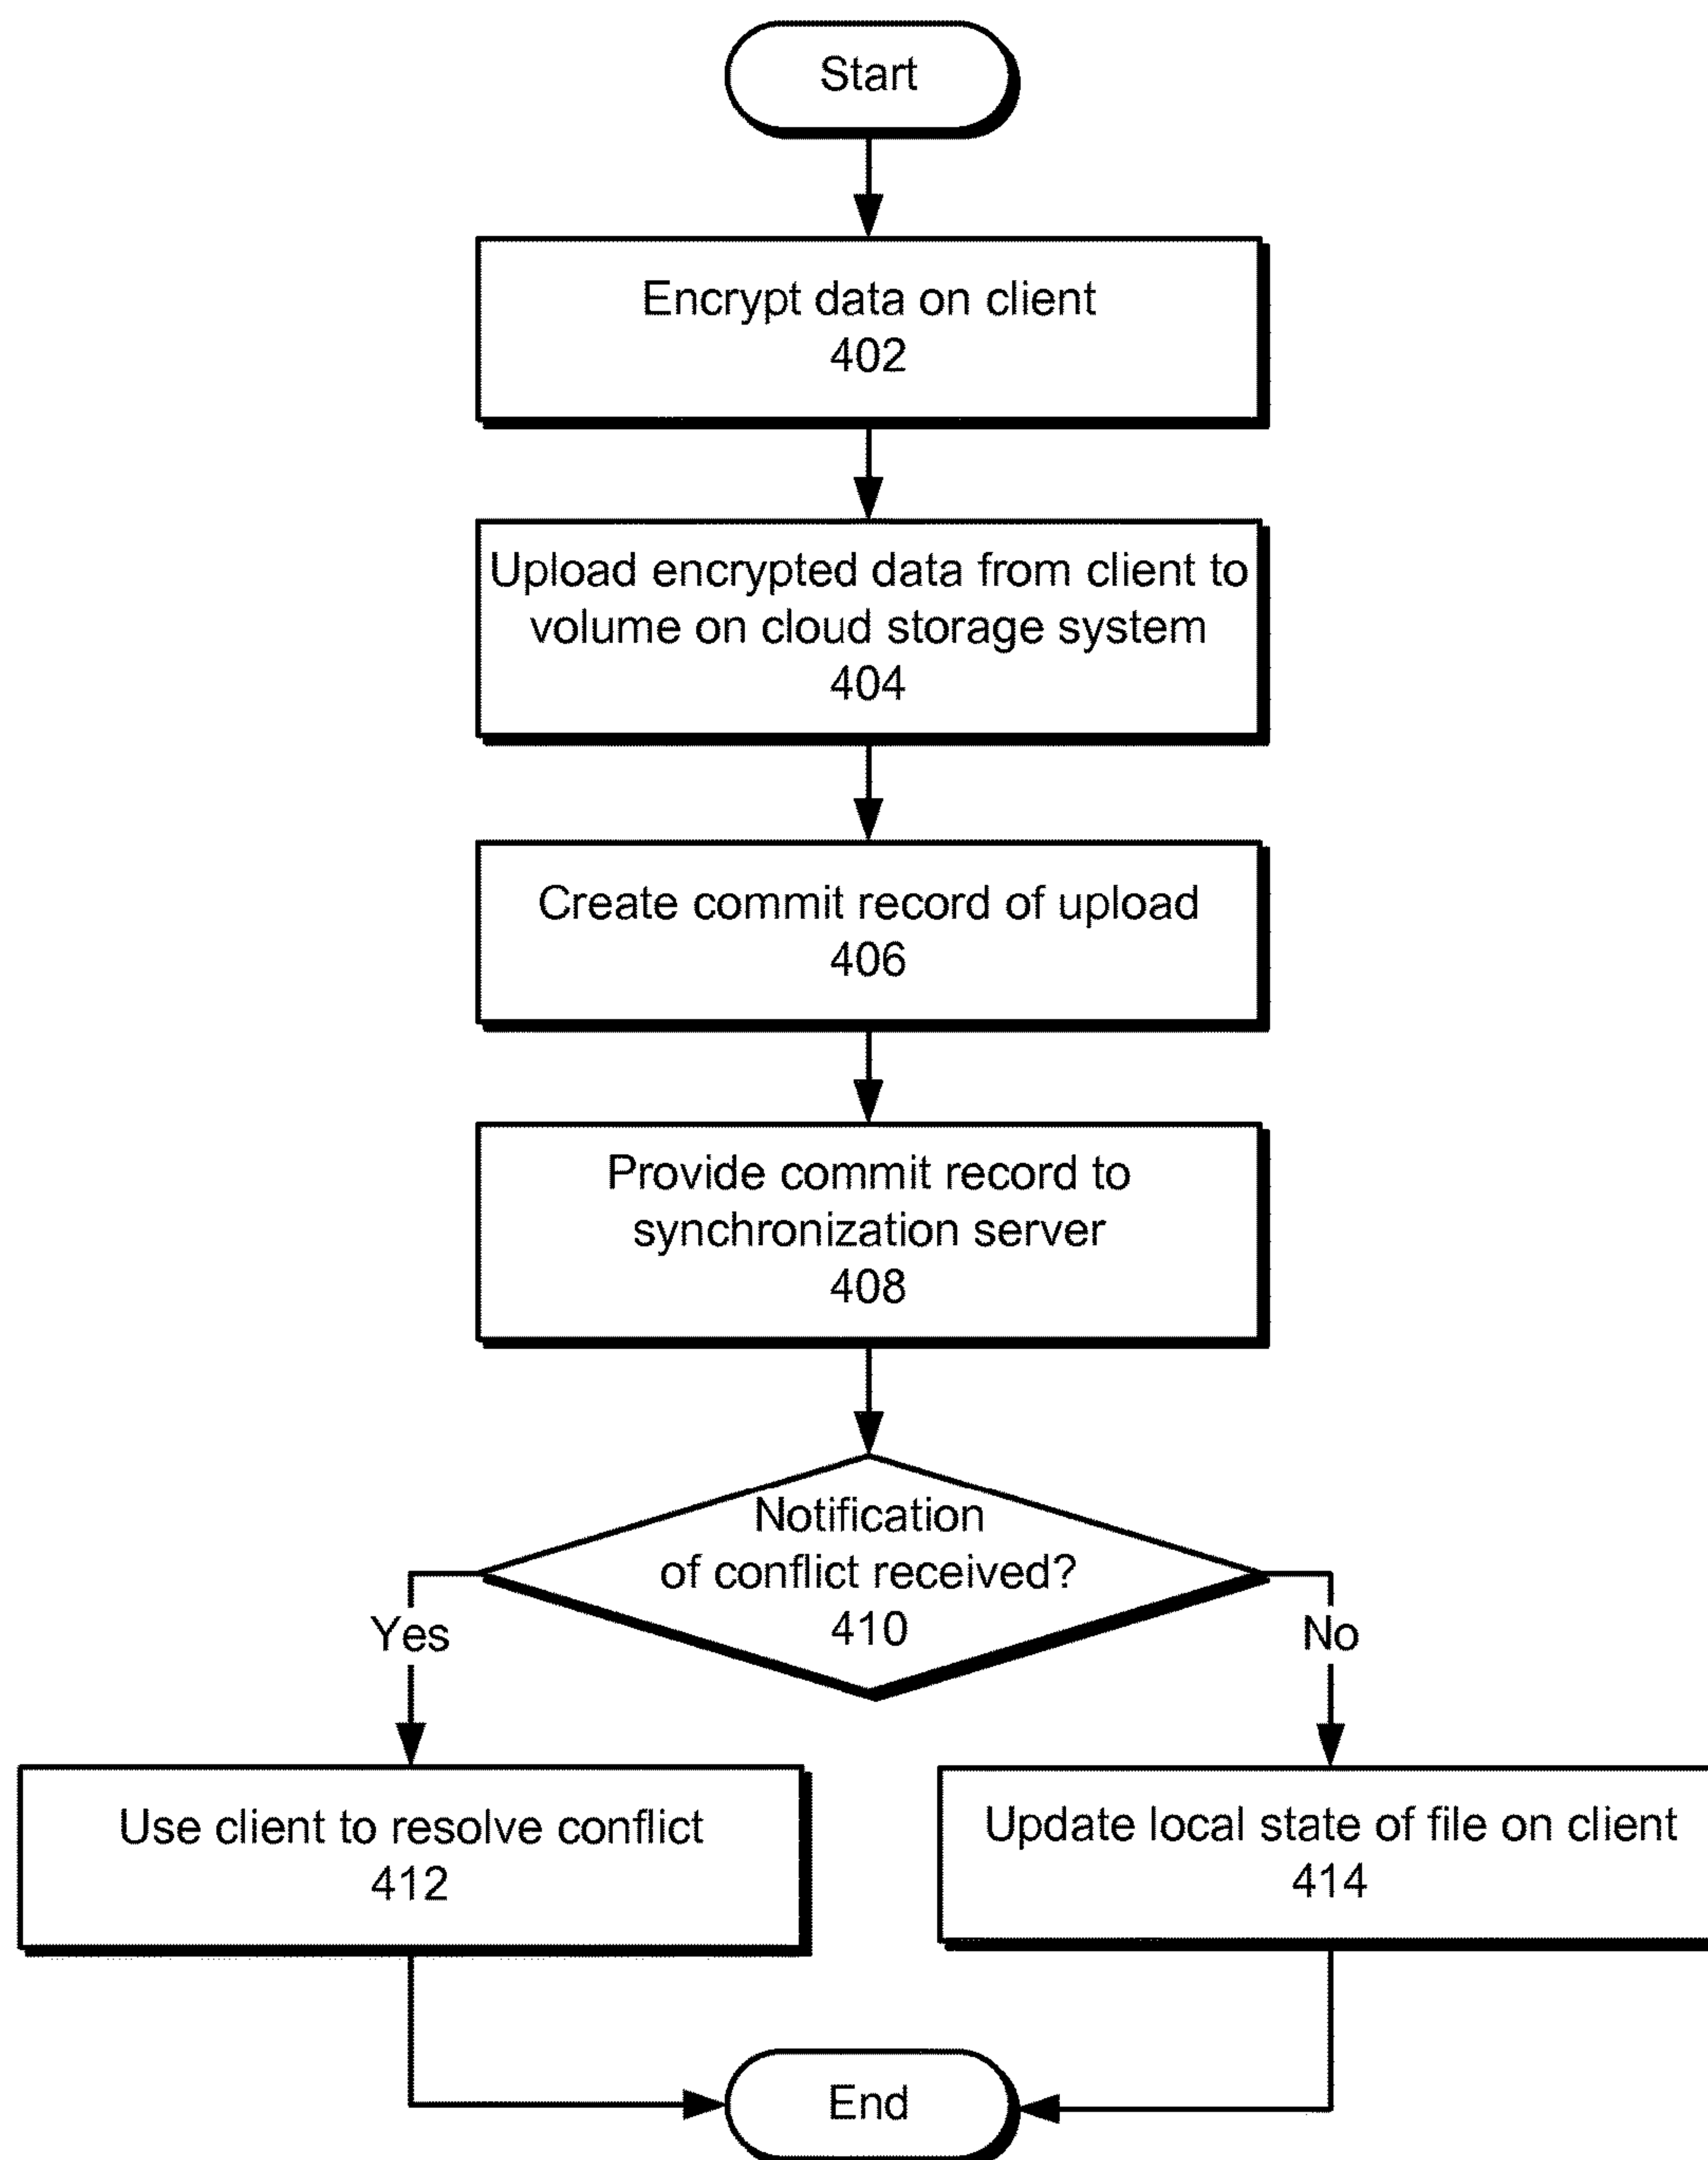 Start
Encrypt data on client
402
Upload encrypted data from client to
volume on cloud storage system
404
Create commit record of upload
406
Provide commit record to
synchronization server
408
Notification
of conflict received?
410
Yes
No
Use client to resolve conflict
412
Update local state of file on client
414
End